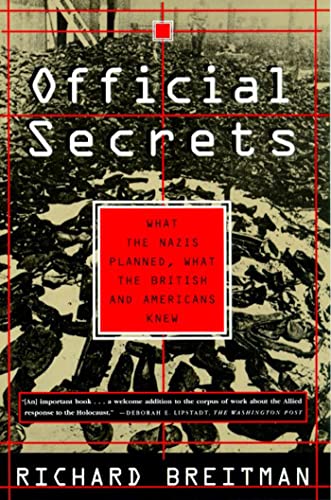 Official
Secrets
WHAT
THE NAZIS
PLANNED, WHAT
THE BRITISH
AND AMERICANS
KNEW
"[An] important book . . . a welcome addition to the corpus of work about the Allied
response to the Holocaust." —DEBORAH E. LIPSTADT, THE WASHINGTON POST
RICHARD BREITMAN